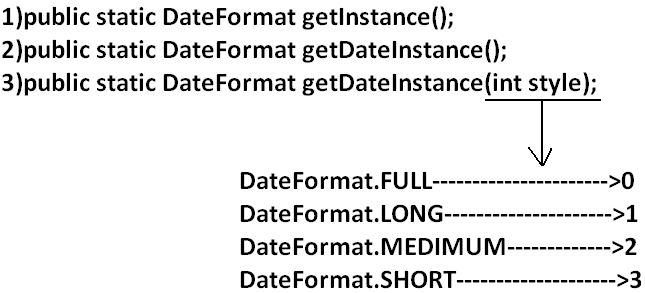 1)public static DateFormat getInstance();
2)public static DateFormat getDateInstance();
3)public static DateFormat getDateInstance(int style);
DateFormat.FULL---------------------->0
DateFormat.LONG--------------------->1
DateFormat.MEDIMUM------------->2
DateFormat.SHORT-------------------->3